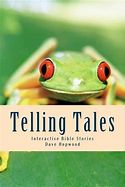 Telling Tales
Interactive Bible Stories
Dave Hopwood